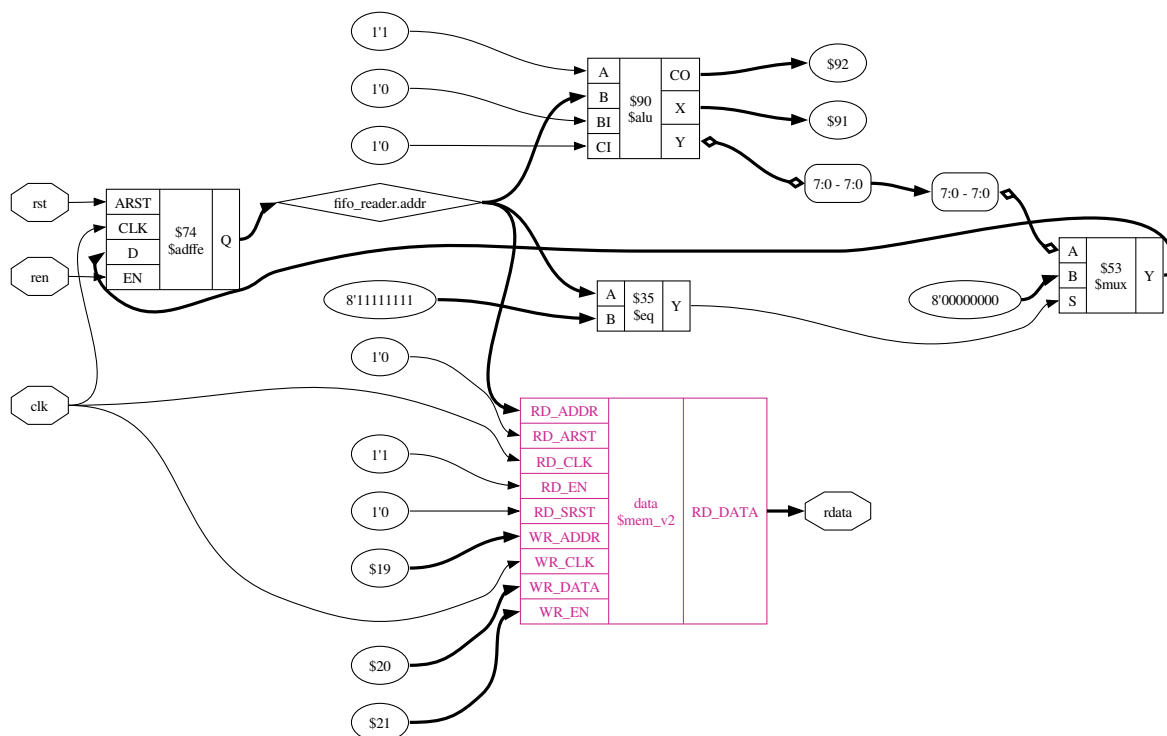 1'1
1'0
1'0
A
B
BI
CI
$90
$alu
CO
X
Y
$92
$91
7:0 - 7:0
7:0 - 7:0
rst
ren
clk
ARST
CLK
D
EN
$74
$adffe
Q
fifo_reader.addr
8'11111111
A
B
$35
$eq
Y
8'00000000
A
B
S
$53
$mux
Y
1'0
1'1
1'0
$19
$20
$21
RD_ADDR
RD_ARST
RD_CLK
RD_EN
RD_SRST
WR_ADDR
WR_CLK
WR_DATA
WR_EN
data
$mem_v2
RD_DATA
rdata